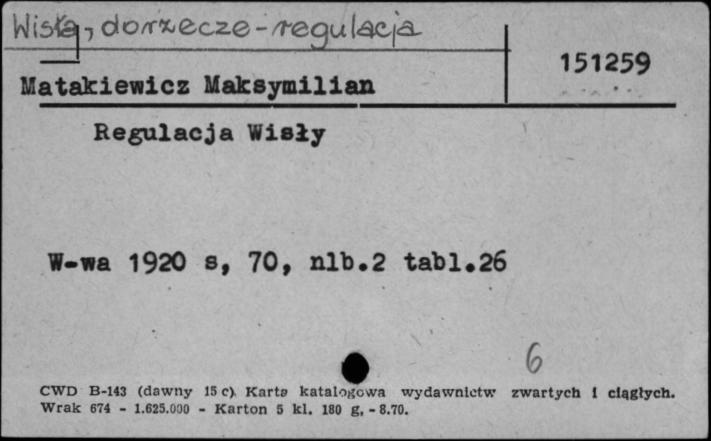 Wisła, dorzecze - regulacja
151259
Matakiewicz Maksymilian
Regulacja Wisły
W-wa 1920 s, 70, nlb.2 tabl.26
6
CWD B-143 (dawny 15 c). Karta katalogowa wydawnictw zwartych i ciągłych.
Wrak 674 - 1.625.000 - Karton 5 kl. 180 g, - 8.70.